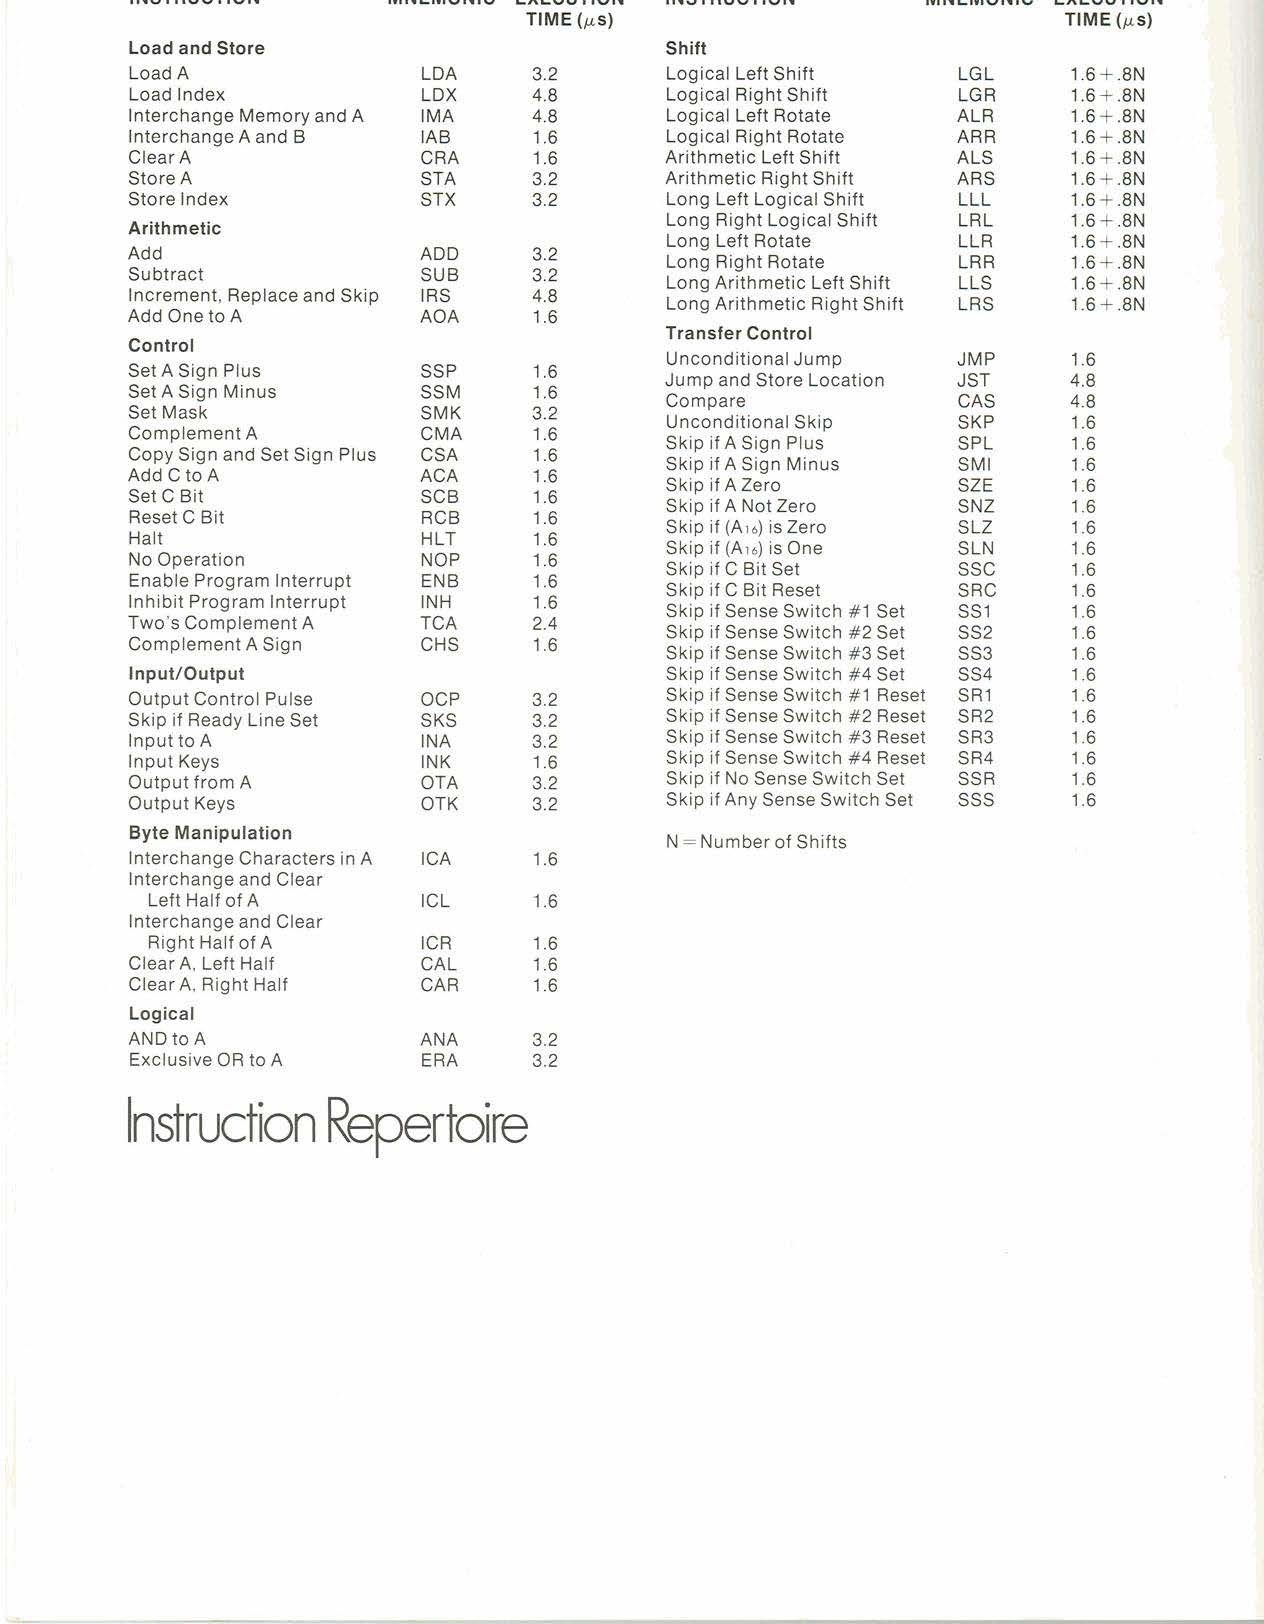 INSTRUCTION MNEMONIC EXECUTION
TIME (μs)
Load and Store
Load A LDA 3.2
Load Index LDX 4.8
Interchange Memory and A IMA 4.8
Interchange A and B IAB 1.6
Clear A CRA 1.6
Store A STA 3.2
Store Index STX 3.2
Arithmetic
Add ADD 3.2
Subtract SUB 3.2
Increment, Replace and Skip IRS 4.8
Add One to A AOA 1.6
Control
Set A Sign Plus SSP 1.6
Set A Sign Minus SSM 1.6
Set Mask SMK 3.2
Complement A CMA 1.6
Copy Sign and Set Sign Plus CSA 1.6
Add C to A ACA 1.6
Set C Bit SCB 1.6
Reset C Bit RCB 1.6
Halt HLT 1.6
No Operation NOP 1.6
Enable Program Interrupt ENB 1.6
Inhibit Program Interrupt INH 1.6
Two's Complement A TCA 2.4
Complement A Sign CHS 1.6
Input/Output
Output Control Pulse OCP 3.2
Skip if Ready Line Set SKS 3.2
Input to A INA 3.2
Input Keys INK 1.6
Output from A OTA 3.2
Output Keys OTK 3.2
Byte Manipulation
Interchange Characters in A ICA 1.6
Interchange and Clear
Left Half of A ICL 1.6
Interchange and Clear
Right Half of A ICR 1.6
Clear A, Left Half CAL 1.6
Clear A, Right Half CAR 1.6
Logical
AND to A ANA 3.2
Exclusive OR to A ERA 3.2
INSTRUCTION MNEMONIC EXECUTION
TIME (μs)
Shift
Logical Left Shift LGL 1.6+.8N
Logical Right Shift LGR 1.6+.8N
Logical Left Rotate ALR 1.6+.8N
Logical Right Rotate ARR 1.6+.8N
Arithmetic Left Shift ALS 1.6+.8N
Arithmetic Right Shift ARS 1.6+.8N
Long Left Logical Shift LLL 1.6+.8N
Long Right Logical Shift LRL 1.6+.8N
Long Left Rotate LLR 1.6+.8N
Long Right Rotate LRR 1.6+.8N
Long Arithmetic Left Shift LLS 1.6+.8N
Long Arithmetic Right Shift LRS 1.6+.8N
Transfer Control
Unconditional Jump JMP 1.6
Jump and Store Location JST 4.8
Compare CAS 4.8
Unconditional Skip SKP 1.6
Skip if A Sign Plus SPL 1.6
Skip if A Sign Minus SMI 1.6
Skip if A Zero SZE 1.6
Skip if A Not Zero SNZ 1.6
Skip if (A16) is Zero SLZ 1.6
Skip if (A16) is One SLN 1.6
Skip if C Bit Set SSC 1.6
Skip if C Bit Reset SRC 1.6
Skip if Sense Switch #1 Set SS1 1.6
Skip if Sense Switch #2 Set SS2 1.6
Skip if Sense Switch #3 Set SS3 1.6
Skip if Sense Switch #4 Set SS4 1.6
Skip if Sense Switch #1 Reset SR1 1.6
Skip if Sense Switch #2 Reset SR2 1.6
Skip if Sense Switch #3 Reset SR3 1.6
Skip if Sense Switch #4 Reset SR4 1.6
Skip if No Sense Switch Set SSR 1.6
Skip if Any Sense Switch Set SSS 1.6
N = Number of Shifts
Instruction Repertoire